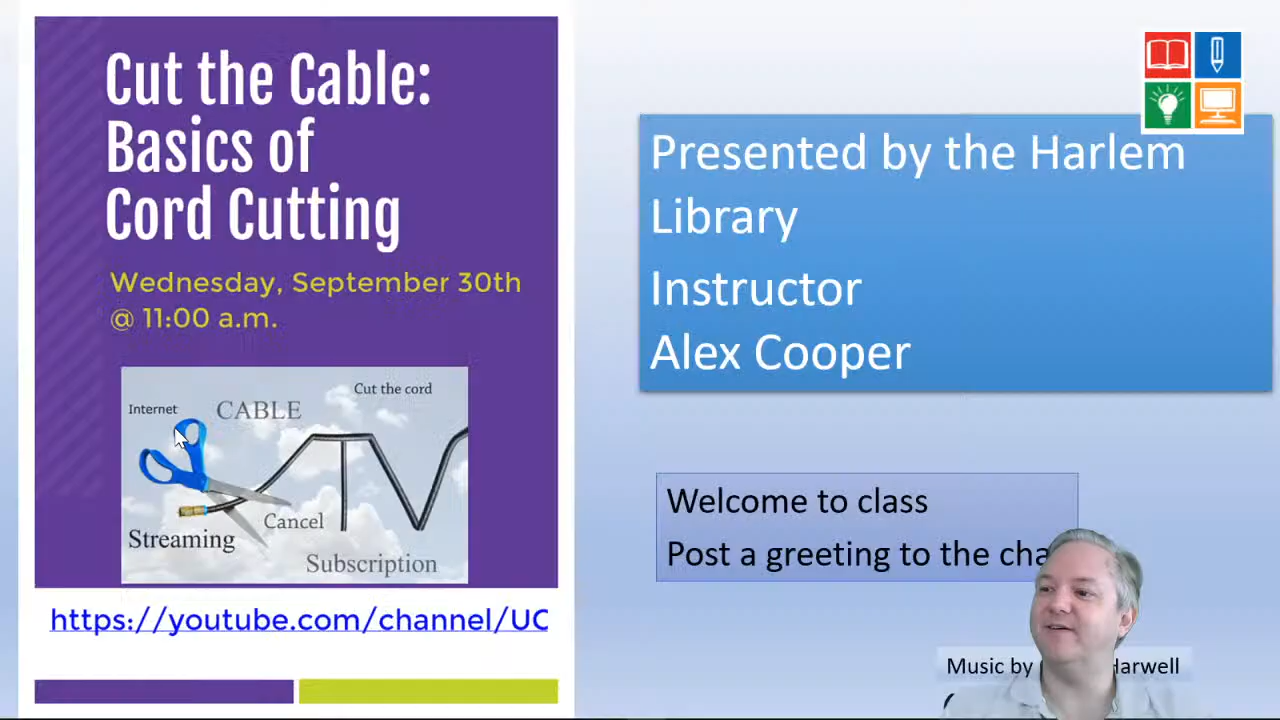 Cut the Cable:
Basics of
Cord Cutting
Wednesday, September 30th
@ 11:00 a.m.
Cut the cord
Internet
CABLE
Cancel
Streaming
Subscription
https://youtube.com/channel/UC
Presented by the Harlem
Library
Instructor
Alex Cooper
Welcome to class
Post a greeting to the
Music by